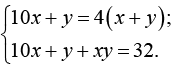 10x + y = 4(x + y);
10x + y + xy = 32.